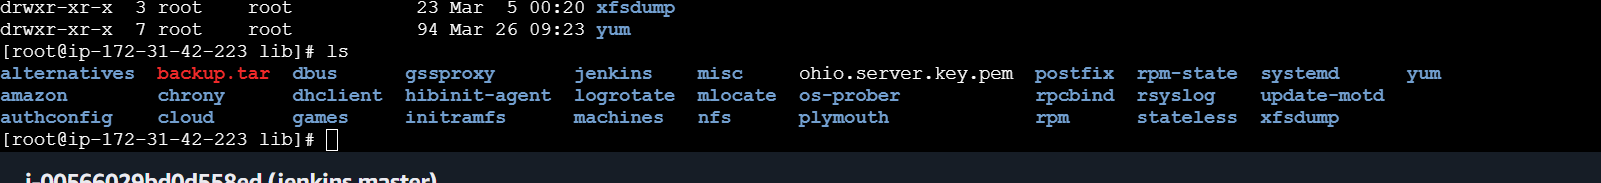 drwxr-xr-x  3 root    root             23 Mar  5 00:20 xfsdump
drwxr-xr-x  7 root    root             94 Mar 26 09:23 yum
[root@ip-172-31-42-223 lib]# ls
alternatives  backup.tar  dbus      gssproxy       jenkins    misc      ohio.server.key.pem  postfix  rpm-state  systemd      yum
amazon        chrony      dhclient  hibinit-agent  logrotate  mlocate   os-prober            rpcbind  rsyslog    update-motd
authconfig    cloud       games     initramfs      machines   nfs       plymouth             rpm      stateless  xfsdump
[root@ip-172-31-42-223 lib]#
i-00566029bd0d558ed (jenkins master)